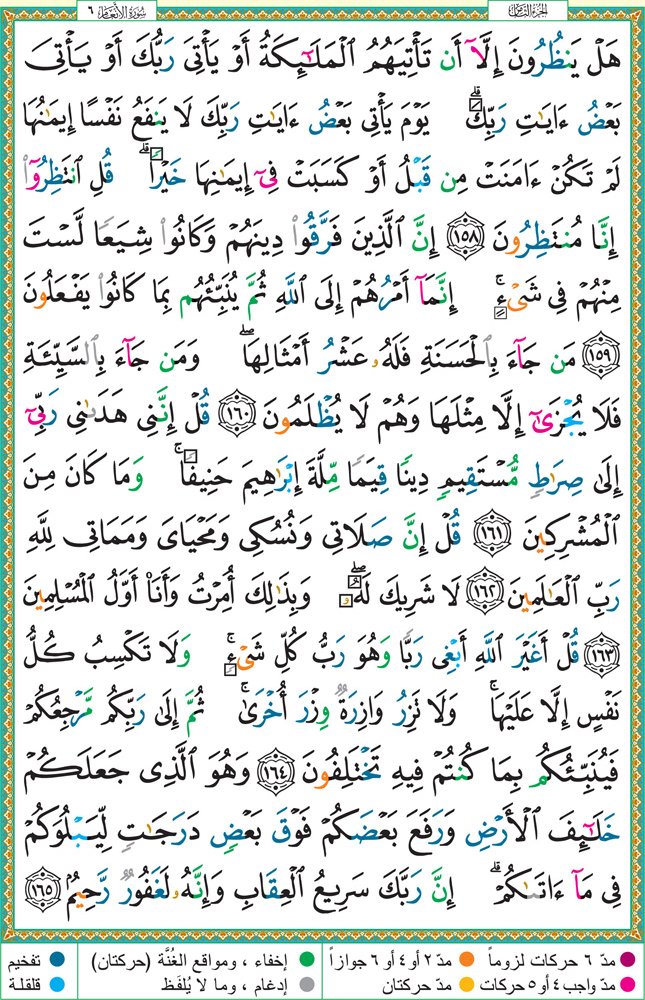 الجزء الثامن
سورة الأنعام ٦
هَلْ يَنظُرُونَ إِلَّآ أَن تَأْتِيَهُمُ ٱلْمَلَـٰٓئِكَةُ أَوْ يَأْتِىَ رَبُّكَ أَوْ يَأْتِىَ
بَعْضُ ءَايَـٰتِ رَبِّكَ ۗ يَوْمَ يَأْتِى بَعْضُ ءَايَـٰتِ رَبِّكَ لَا يَنفَعُ نَفْسًا إِيمَـٰنُهَا
لَمْ تَكُنْ ءَامَنَتْ مِن قَبْلُ أَوْ كَسَبَتْ فِىٓ إِيمَـٰنِهَا خَيْرًا ۗ قُلِ ٱنتَظِرُوٓا۟
إِنَّا مُنتَظِرُونَ ١٥٨ إِنَّ ٱلَّذِينَ فَرَّقُوا۟ دِينَهُمْ وَكَانُوا۟ شِيَعًا لَّسْتَ
مِنْهُمْ فِى شَىْءٍ ۚ إِنَّمَآ أَمْرُهُمْ إِلَى ٱللَّهِ ثُمَّ يُنَبِّئُهُم بِمَا كَانُوا۟ يَفْعَلُونَ
١٥٩ مَن جَآءَ بِٱلْحَسَنَةِ فَلَهُۥ عَشْرُ أَمْثَالِهَا ۖ وَمَن جَآءَ بِٱلسَّيِّئَةِ
فَلَا يُجْزَىٰٓ إِلَّا مِثْلَهَا وَهُمْ لَا يُظْلَمُونَ ١٦٠ قُلْ إِنَّنِى هَدَىٰنِى رَبِّىٓ
إِلَىٰ صِرَٰطٍ مُّسْتَقِيمٍ دِينًا قِيَمًا مِّلَّةَ إِبْرَٰهِيمَ حَنِيفًا ۚ وَمَا كَانَ مِنَ
ٱلْمُشْرِكِينَ ١٦١ قُلْ إِنَّ صَلَاتِى وَنُسُكِى وَمَحْيَاىَ وَمَمَاتِى لِلَّهِ
رَبِّ ٱلْعَـٰلَمِينَ ١٦٢ لَا شَرِيكَ لَهُۥ ۖ وَبِذَٰلِكَ أُمِرْتُ وَأَنَا۠ أَوَّلُ ٱلْمُسْلِمِينَ
١٦٣ قُلْ أَغَيْرَ ٱللَّهِ أَبْغِى رَبًّا وَهُوَ رَبُّ كُلِّ شَىْءٍ ۚ وَلَا تَكْسِبُ كُلُّ
نَفْسٍ إِلَّا عَلَيْهَا ۚ وَلَا تَزِرُ وَازِرَةٌ وِزْرَ أُخْرَىٰ ۚ ثُمَّ إِلَىٰ رَبِّكُم مَّرْجِعُكُمْ
فَيُنَبِّئُكُم بِمَا كُنتُمْ فِيهِ تَخْتَلِفُونَ ١٦٤ وَهُوَ ٱلَّذِى جَعَلَكُمْ
خَلَـٰٓئِفَ ٱلْأَرْضِ وَرَفَعَ بَعْضَكُمْ فَوْقَ بَعْضٍ دَرَجَـٰتٍ لِّيَبْلُوَكُمْ
فِى مَآ ءَاتَىٰكُمْ ۗ إِنَّ رَبَّكَ سَرِيعُ ٱلْعِقَابِ وَإِنَّهُۥ لَغَفُورٌ رَّحِيمٌ ١٦٥
مدّ ٦ حركات لزوماً ● مدّ ٢ أو ٤ أو ٦ جوازاً ● إخفاء ، ومواقع الغُنَّة (حركتان) ● تفخيم ●
مدّ واجب ٤ أو ٥ حركات ● مدّ حركتان ● إدغام ، وما لا يُلفَظ ● قلقلة ●